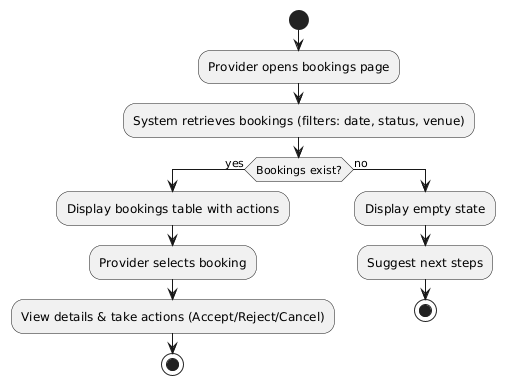 Provider opens bookings page
System retrieves bookings (filters: date, status, venue)
yes
Bookings exist?
no
Display bookings table with actions
Display empty state
Provider selects booking
Suggest next steps
View details & take actions (Accept/Reject/Cancel)